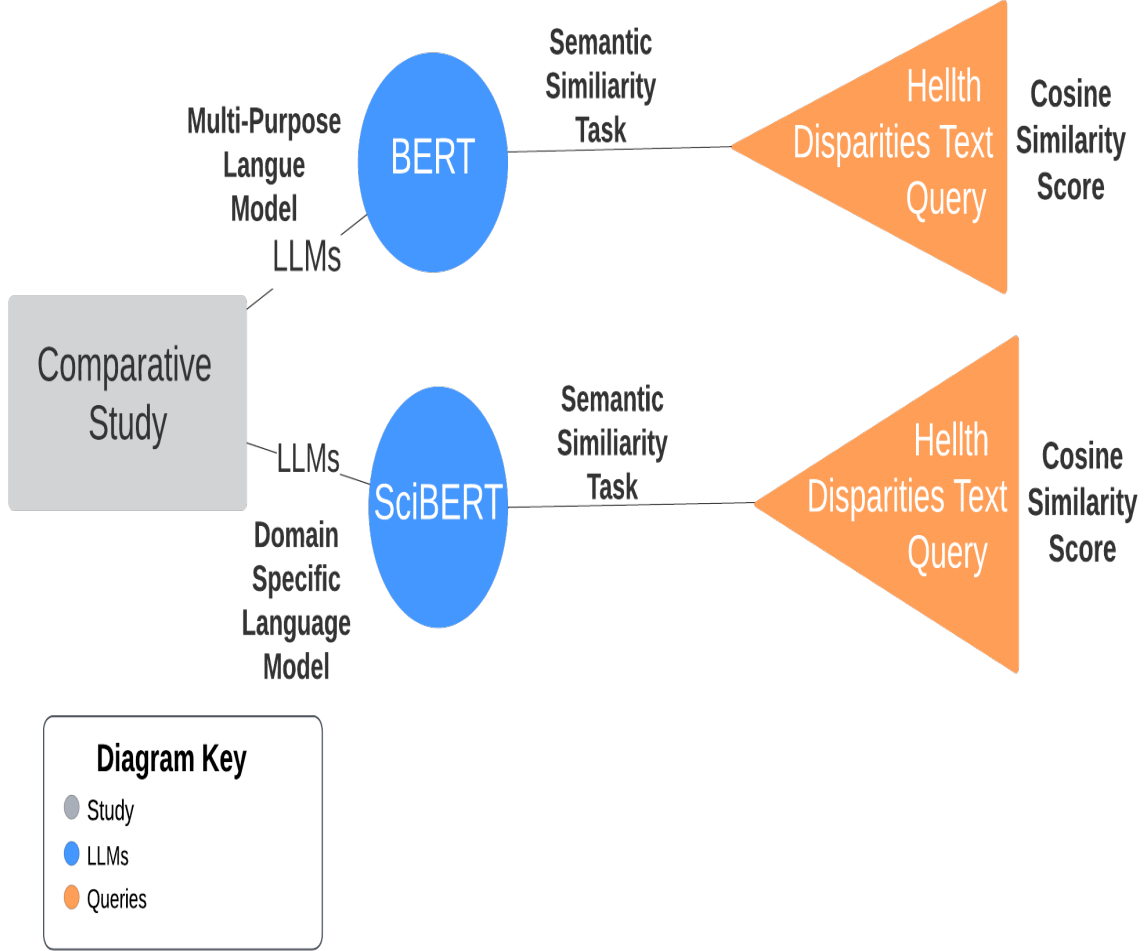 Semantic
Similiarity
Task
Hellth
Disparities Text
Query
Cosine
Similarity
Score
Multi-Purpose
Langue
Model
BERT
LLMs
Comparative
Study
LLMs
SciBERT
Domain
Specific
Language
Model
Semantic
Similiarity
Task
Hellth
Disparities Text
Query
Cosine
Similarity
Score
Diagram Key
Study
LLMs
Queries